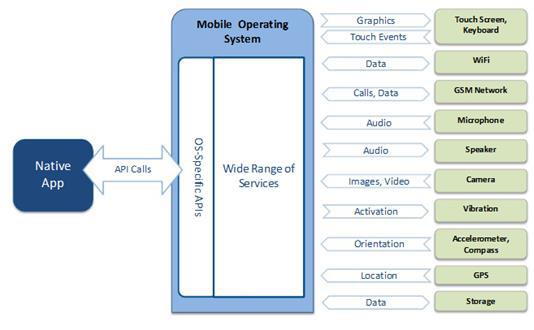 Mobile Operating
System
Graphics
Touch Events
Touch Screen,
Keyboard
Data
WiFi
Calls, Data
GSM Network
Audio
Microphone
Audio
Speaker
Native
App
API Calls
OS-Specific APIs
Wide Range of
Services
Images, Video
Camera
Activation
Vibration
Orientation
Accelerometer,
Compass
Location
GPS
Data
Storage